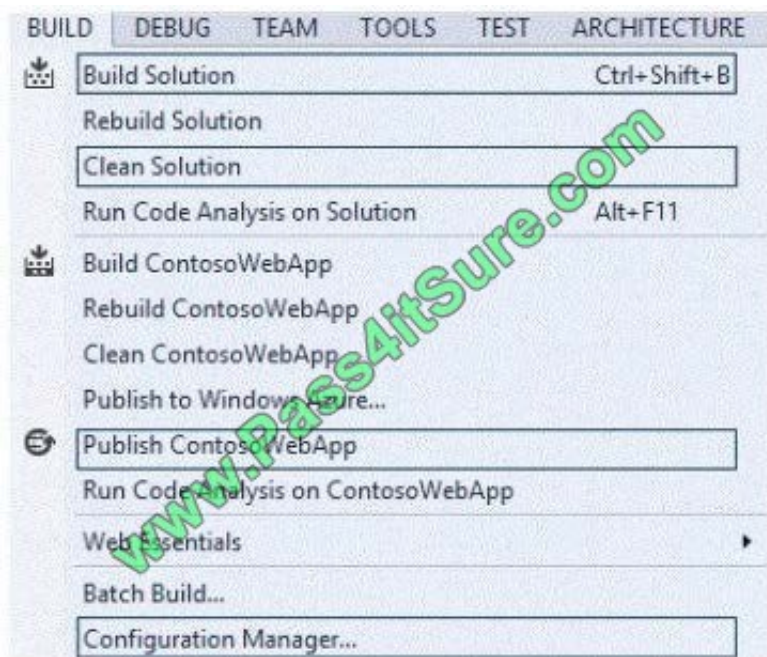 BUILD DEBUG TEAM TOOLS TEST ARCHITECTURE
Build Solution Ctrl+Shift+B
Rebuild Solution
Clean Solution
Run Code Analysis on Solution Alt+F11
Build ContosoWebApp
Rebuild ContosoWebApp
Clean ContosoWebApp
Publish to Windows Azure...
Publish ContosoWebApp
Run Code Analysis on ContosoWebApp
Web Essentials
Batch Build...
Configuration Manager...
www.Pass4itSure.com